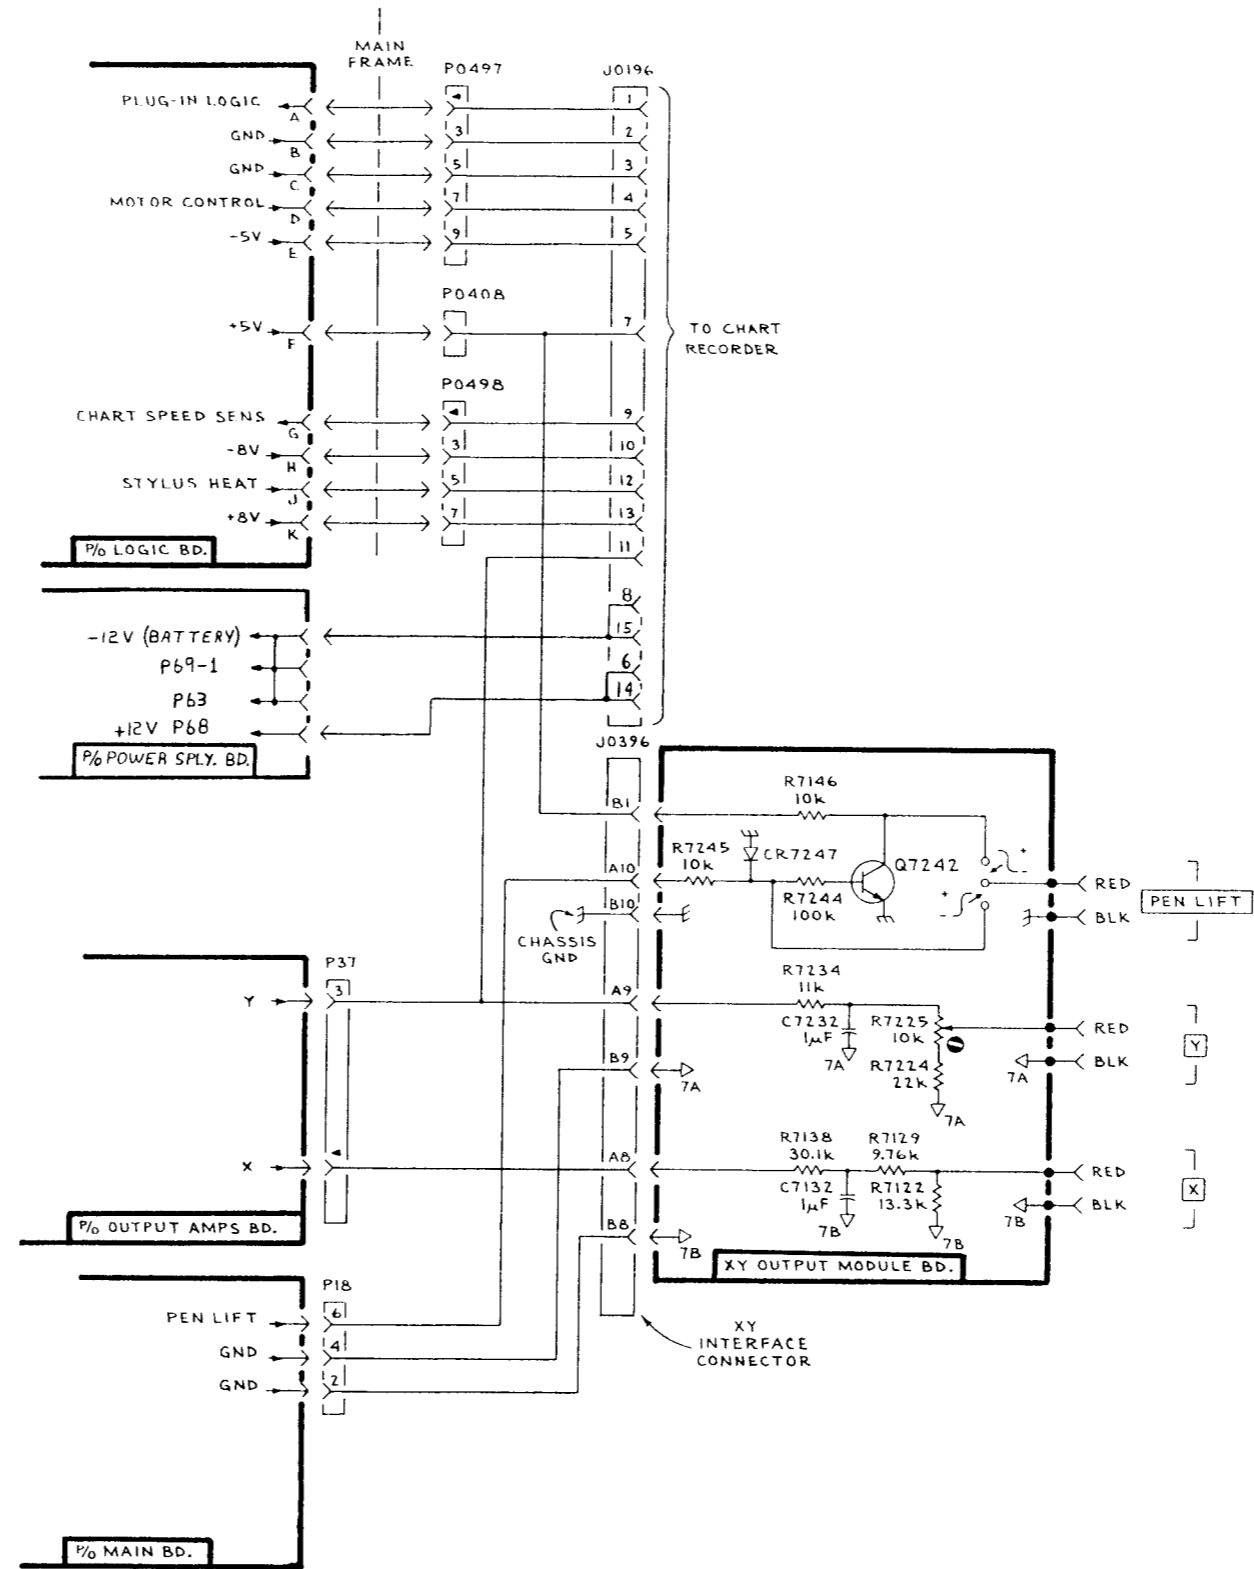 MAIN
FRAME
P0497
J0196
PLUG-IN LOGIC
A
1
GND
B
3
2
GND
C
5
3
MOTOR CONTROL
D
7
4
-5V
E
9
5
P0408
+5V
F
7
TO CHART
RECORDER
P0498
CHART SPEED SENS
G
9
-8V
H
3
10
STYLUS HEAT
J
5
12
+8V
K
7
13
P/O LOGIC BD.
11
8
-12V (BATTERY)
15
P69-1
6
P63
14
+12V P68
P/O POWER SPLY. BD.
J0396
B1
R7146
10k
A10
R7245
10k
CR7247
Q7242
R7244
100k
+
-
+
-
RED
BLK
PEN LIFT
B10
CHASSIS
GND
P37
Y
3
A9
R7234
11k
C7232
1µF
7A
R7225
10k
R7224
22k
7A
RED
BLK
7A
Y
B9
7A
X
A8
R7138
30.1k
R7129
9.76k
C7132
1µF
7B
R7122
13.3k
7B
RED
BLK
7B
X
P/O OUTPUT AMPS BD.
B8
7B
XY OUTPUT MODULE BD.
P18
PEN LIFT
6
GND
4
GND
2
XY
INTERFACE
CONNECTOR
P/O MAIN BD.